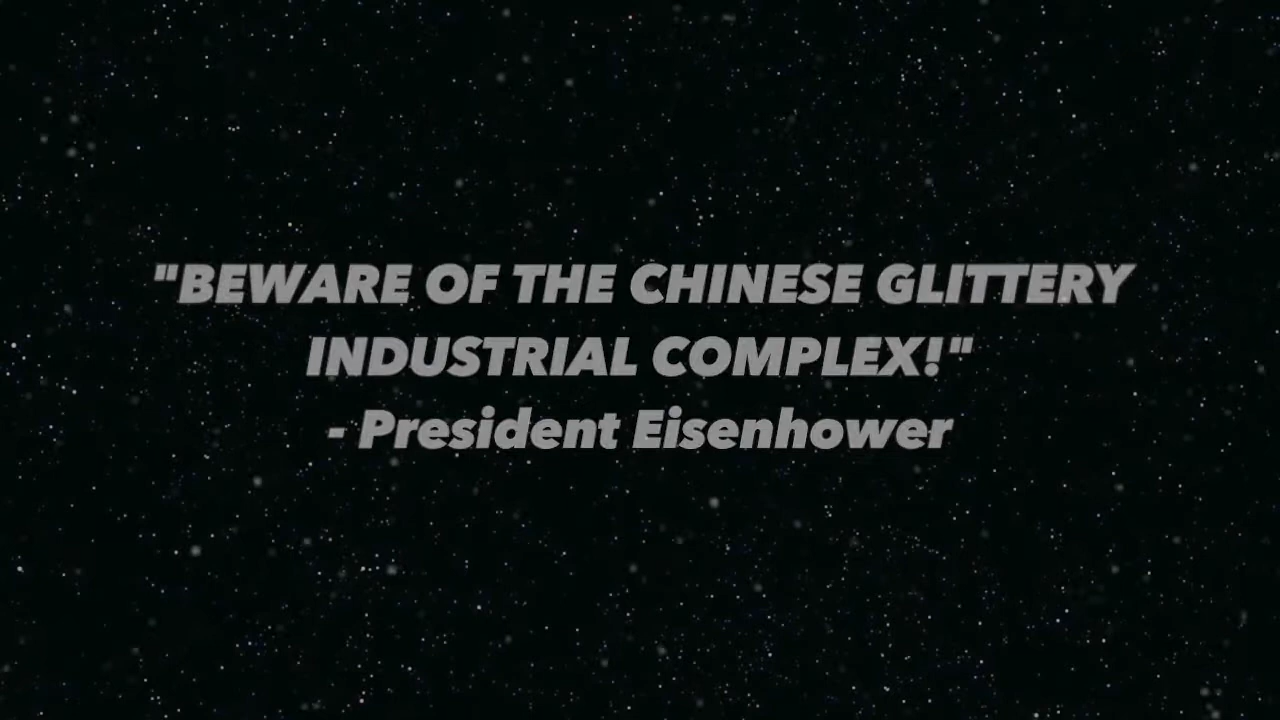 "BEWARE OF THE CHINESE GLITTERY
INDUSTRIAL COMPLEX!"
- President Eisenhower